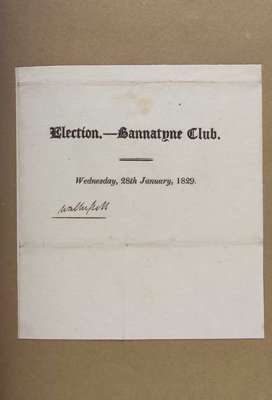 Election.—Bannatyne Club.
Wednesday, 28th January, 1829.